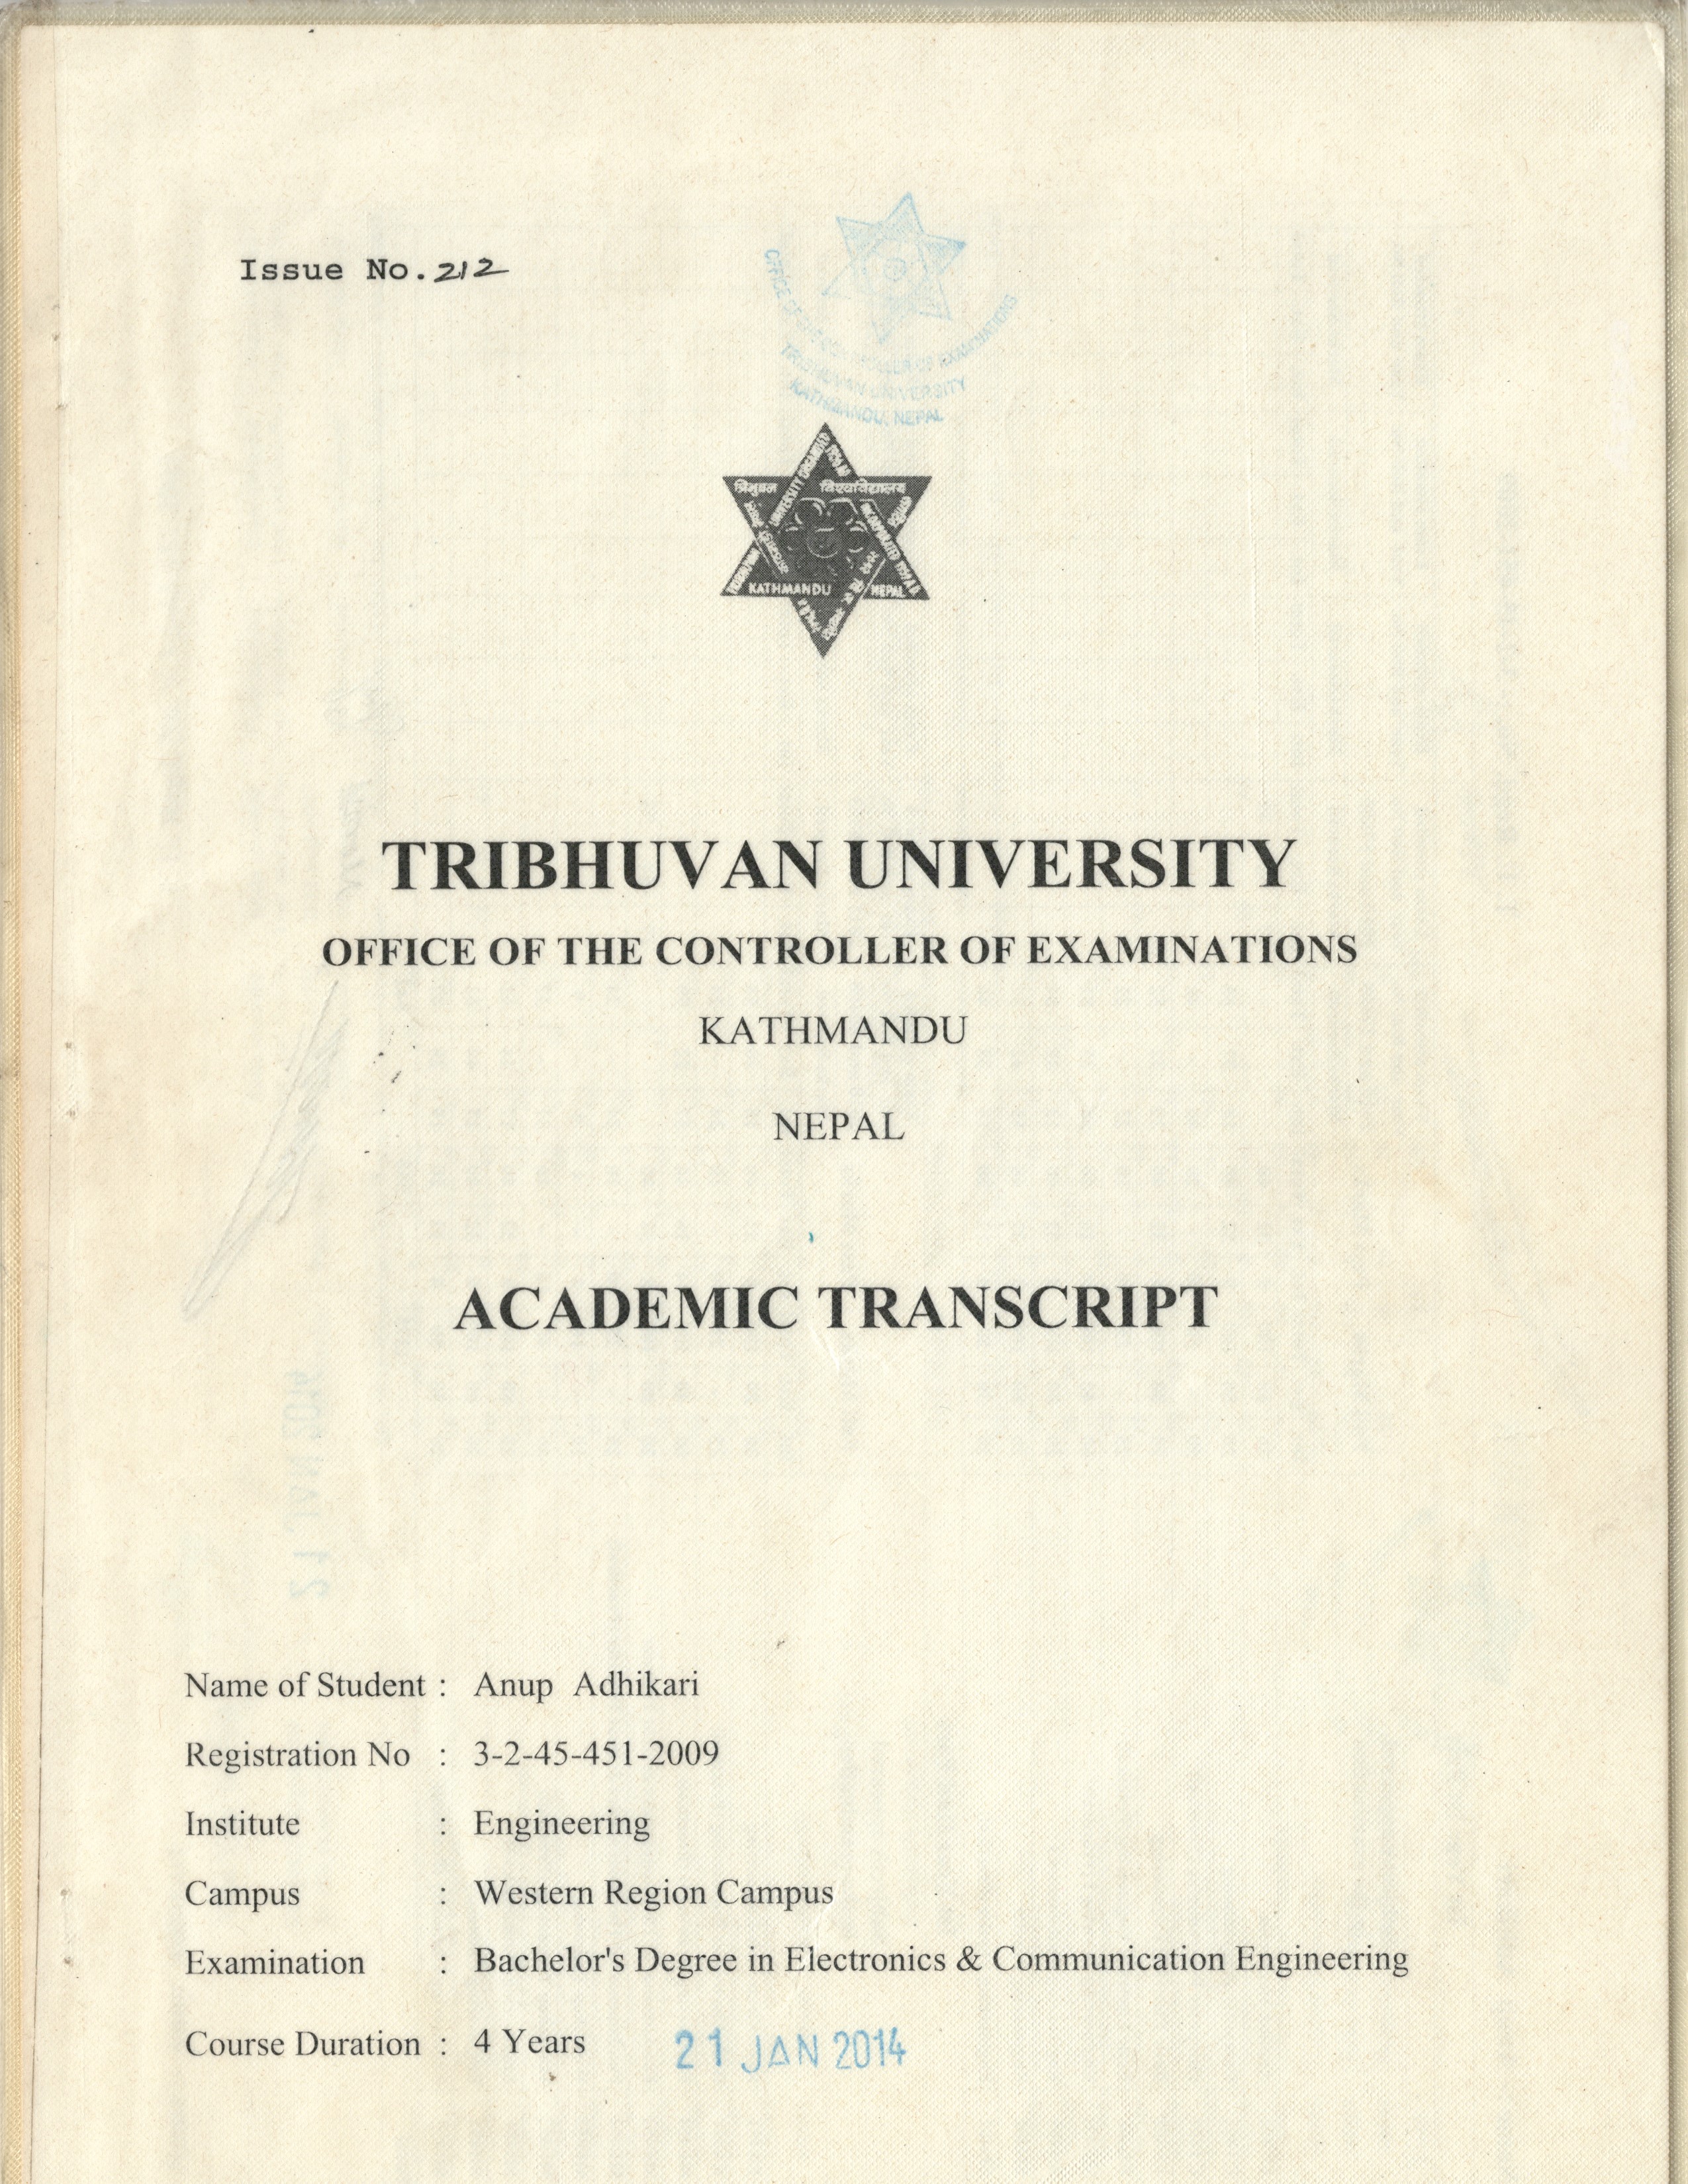 Issue No. 212
OFFICE OF THE CONTROLLER OF EXAMINATIONS
TRIBHUVAN UNIVERSITY
KATHMANDU, NEPAL
त्रिभुवन विश्वविद्यालय
KATHMANDU NEPAL
TRIBHUVAN UNIVERSITY
OFFICE OF THE CONTROLLER OF EXAMINATIONS
KATHMANDU
NEPAL
ACADEMIC TRANSCRIPT
Name of Student : Anup Adhikari
Registration No : 3-2-45-451-2009
Institute : Engineering
Campus : Western Region Campus
Examination : Bachelor's Degree in Electronics & Communication Engineering
Course Duration : 4 Years 21 JAN 2014